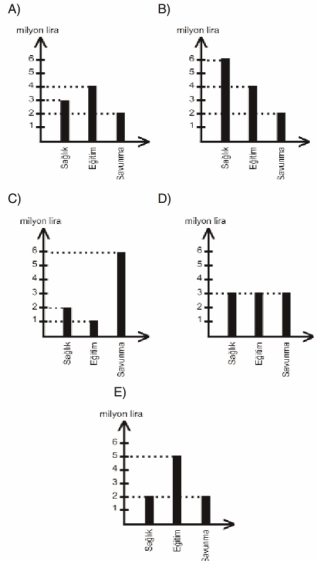 A)
milyon lira
6
5
4
3
2
1
Sağlık
Eğitim
Savunma
B)
milyon lira
6
5
4
3
2
1
Sağlık
Eğitim
Savunma
C)
milyon lira
6
5
4
3
2
1
Sağlık
Eğitim
Savunma
D)
milyon lira
6
5
4
3
2
1
Sağlık
Eğitim
Savunma
E)
milyon lira
6
5
4
3
2
1
Sağlık
Eğitim
Savunma